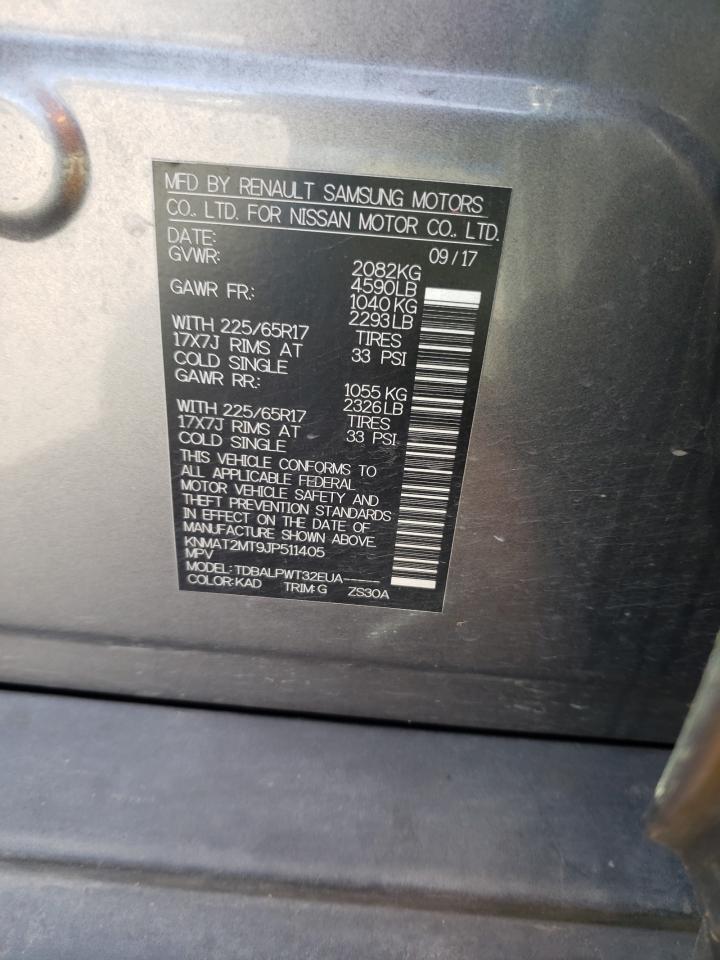 MFD BY RENAULT SAMSUNG MOTORS
CO., LTD. FOR NISSAN MOTOR CO., LTD.
DATE: 09/17
GVWR: 2082KG
4590LB
GAWR FR.: 1040KG
2293LB
WITH 225/65R17 TIRES
17X7J RIMS AT 33 PSI
COLD SINGLE
GAWR RR.: 1055KG
2326LB
WITH 225/65R17 TIRES
17X7J RIMS AT 33 PSI
COLD SINGLE
THIS VEHICLE CONFORMS TO
ALL APPLICABLE FEDERAL
MOTOR VEHICLE SAFETY AND
THEFT PREVENTION STANDARDS
IN EFFECT ON THE DATE OF
MANUFACTURE SHOWN ABOVE.
KNMAT2MT9JP511405
MPV
MODEL: TDBALPWT32EUA-----
COLOR:KAD TRIM:G ZS30A